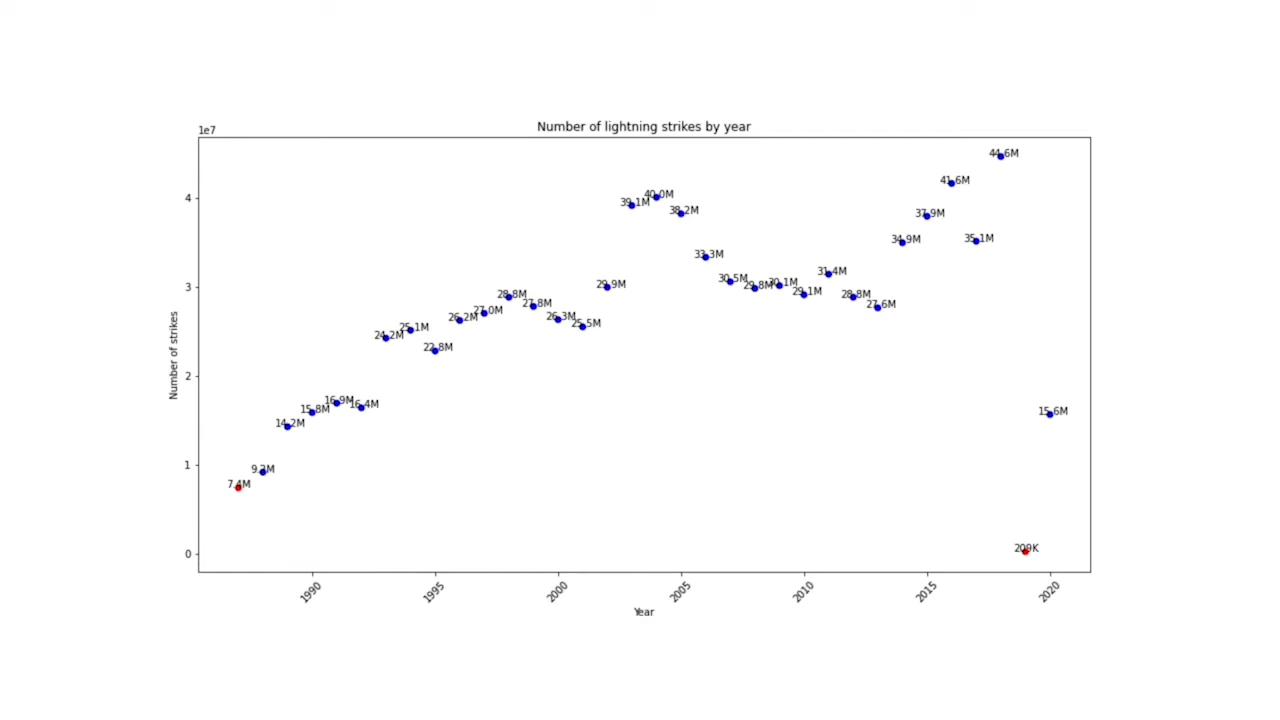 Number of lightning strikes by year
1e7
44.6M
41.6M
40.0M
39.1M
38.2M
37.9M
34.9M
35.1M
33.3M
31.4M
30.5M
29.8M
30.1M
29.1M
28.8M
27.6M
29.9M
28.8M
27.8M
26.2M
27.0M
26.3M
25.5M
24.2M
25.1M
22.8M
14.2M
15.8M
16.9M
16.4M
15.6M
9.2M
7.4M
209K
4
3
2
1
0
Number of strikes
1990
1995
2000
2005
2010
2015
2020
Year